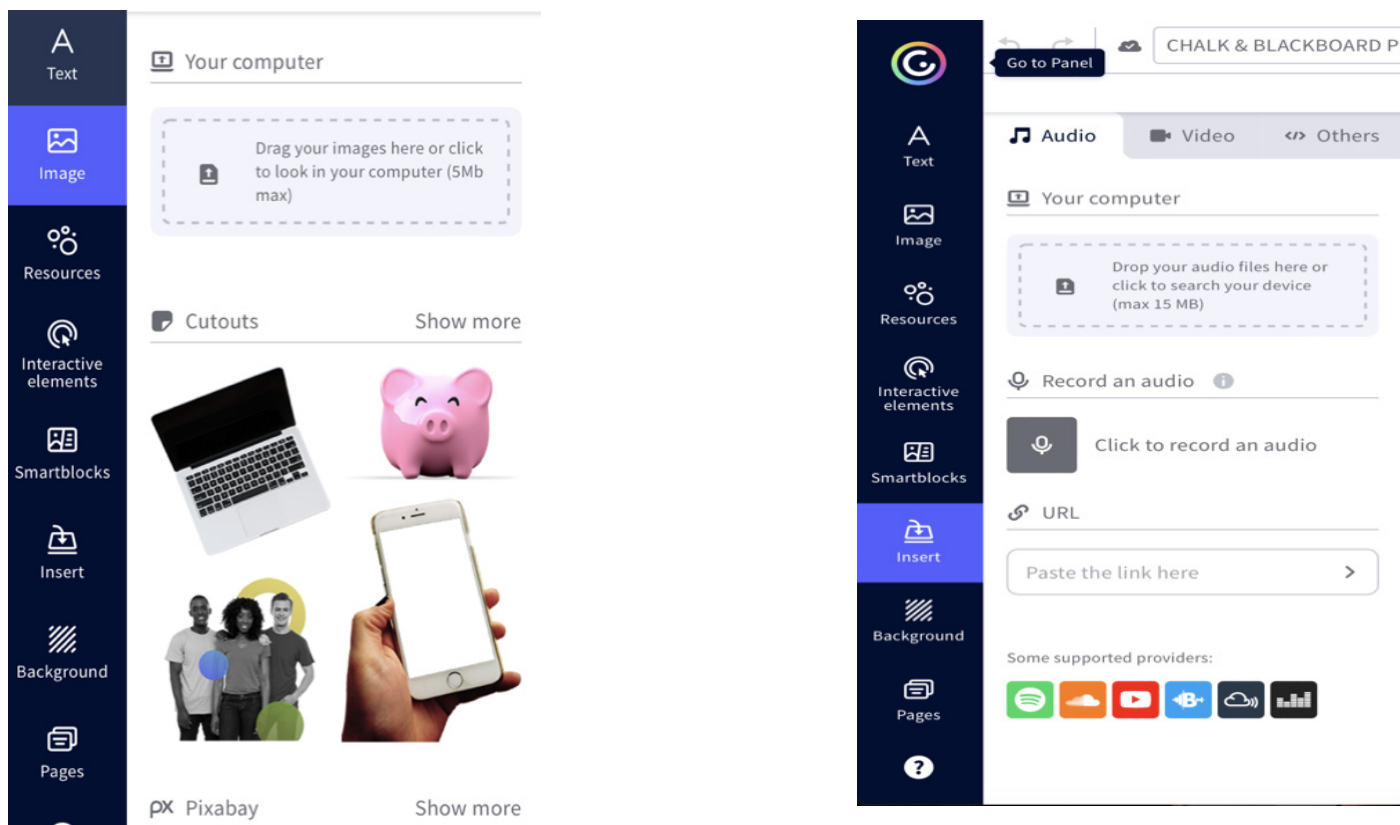 A
Text
Image
Resources
Interactive
elements
Smartblocks
Insert
Background
Pages
Your computer
Drag your images here or click
to look in your computer (5Mb
max)
Cutouts
Show more
px Pixabay
Show more
Go to Panel
CHALK & BLACKBOARD P
A
Text
Image
Resources
Interactive
elements
Smartblocks
Insert
Background
Pages
?
Audio
Video
</> Others
Your computer
Drop your audio files here or
click to search your device
(max 15 MB)
Record an audio
Click to record an audio
URL
Paste the link here
Some supported providers: